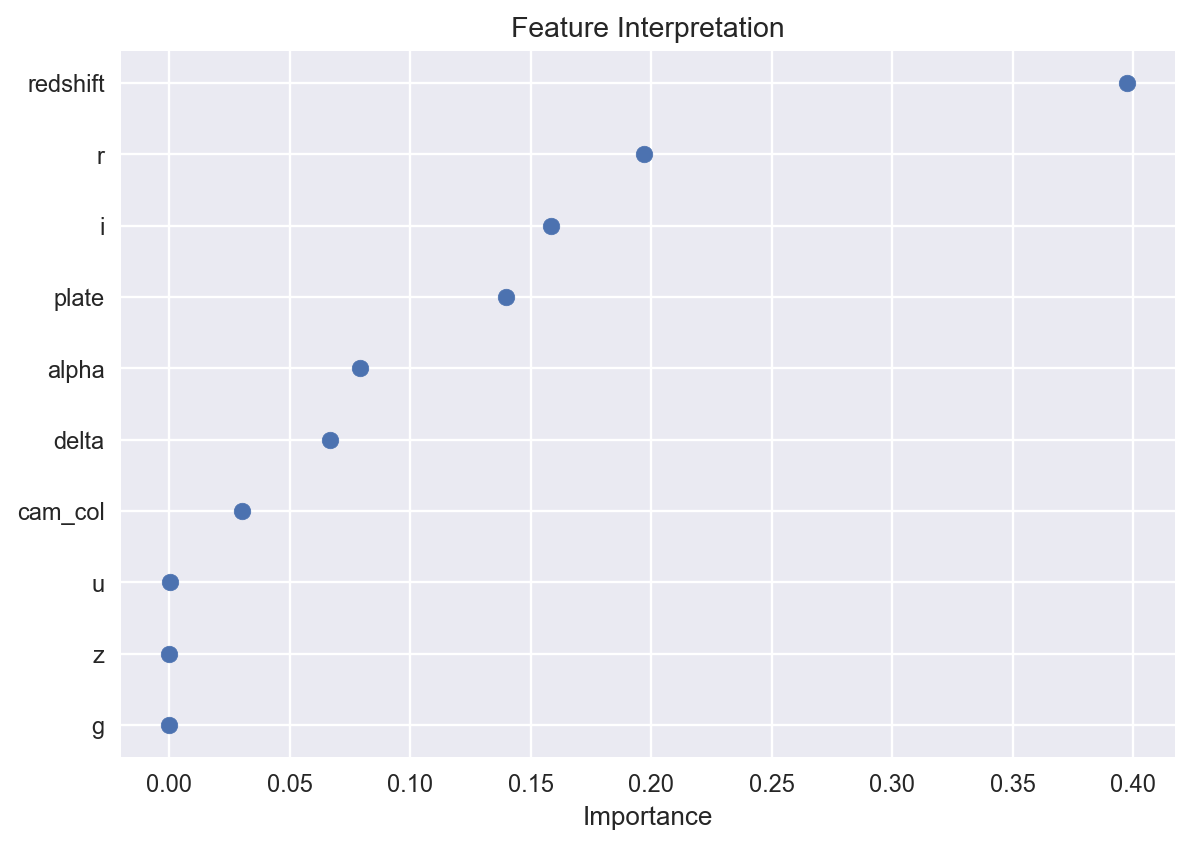 Feature Interpretation
redshift
r
i
plate
alpha
delta
cam_col
u
z
g
0.00 0.05 0.10 0.15 0.20 0.25 0.30 0.35 0.40
Importance